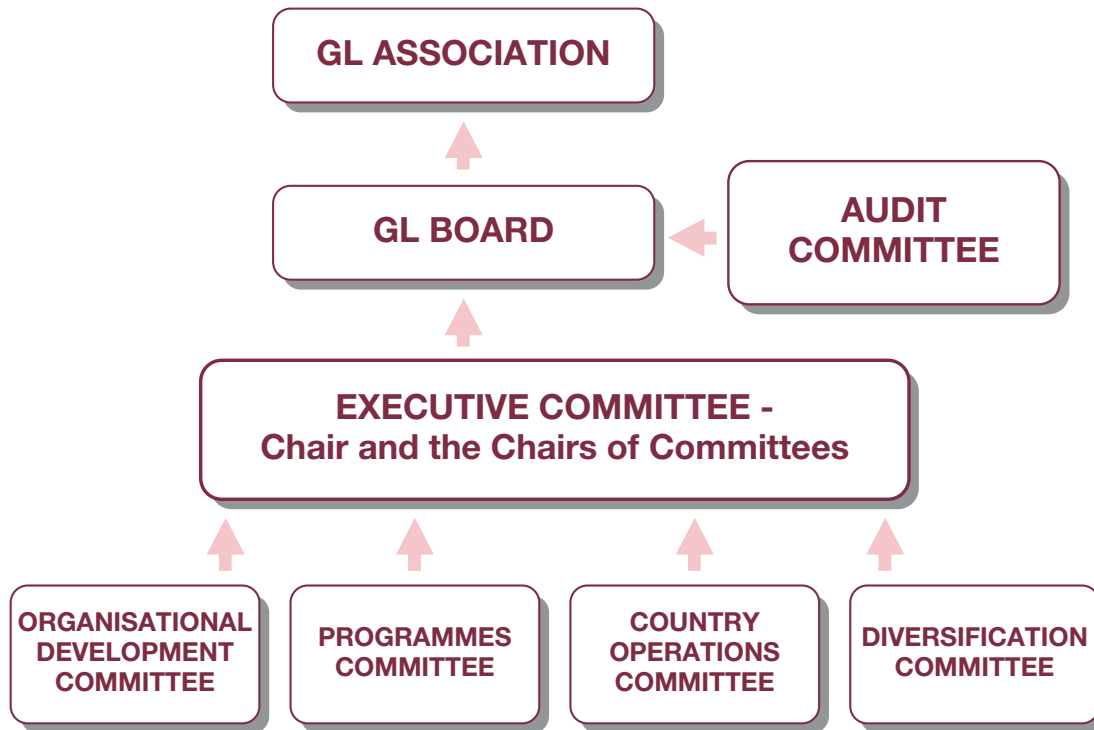 GL ASSOCIATION
GL BOARD
AUDIT
COMMITTEE
EXECUTIVE COMMITTEE -
Chair and the Chairs of Committees
ORGANISATIONAL
DEVELOPMENT
COMMITTEE
PROGRAMMES
COMMITTEE
COUNTRY
OPERATIONS
COMMITTEE
DIVERSIFICATION
COMMITTEE